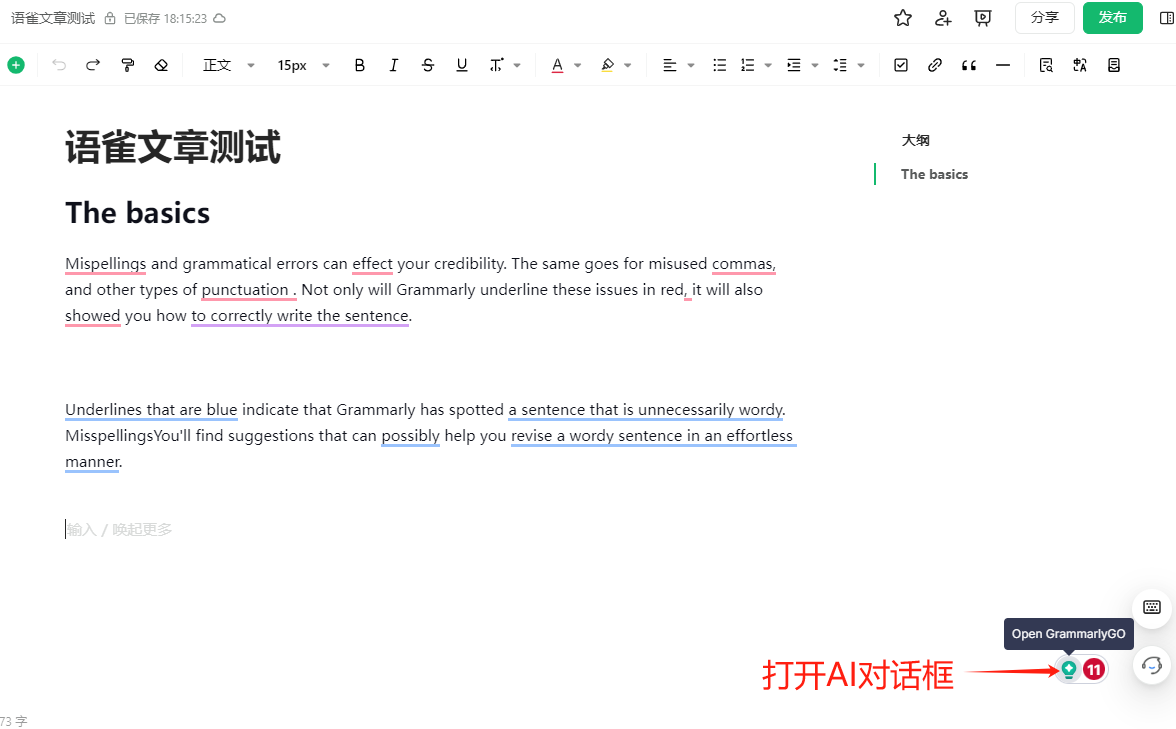 语雀文章测试 已保存 18:15:23
分享 发布
正文 15px B I S U T A
语雀文章测试
大纲
The basics
The basics
Mispellings and grammatical errors can effect your credibility. The same goes for misused commas,
and other types of punctuation . Not only will Grammarly underline these issues in red, it will also
showed you how to correctly write the sentence.
Underlines that are blue indicate that Grammarly has spotted a sentence that is unnecessarily wordy.
MisspellingsYou'll find suggestions that can possibly help you revise a wordy sentence in an effortless
manner.
输入 / 唤起更多
Open GrammarlyGO
打开AI对话框
11
73 字